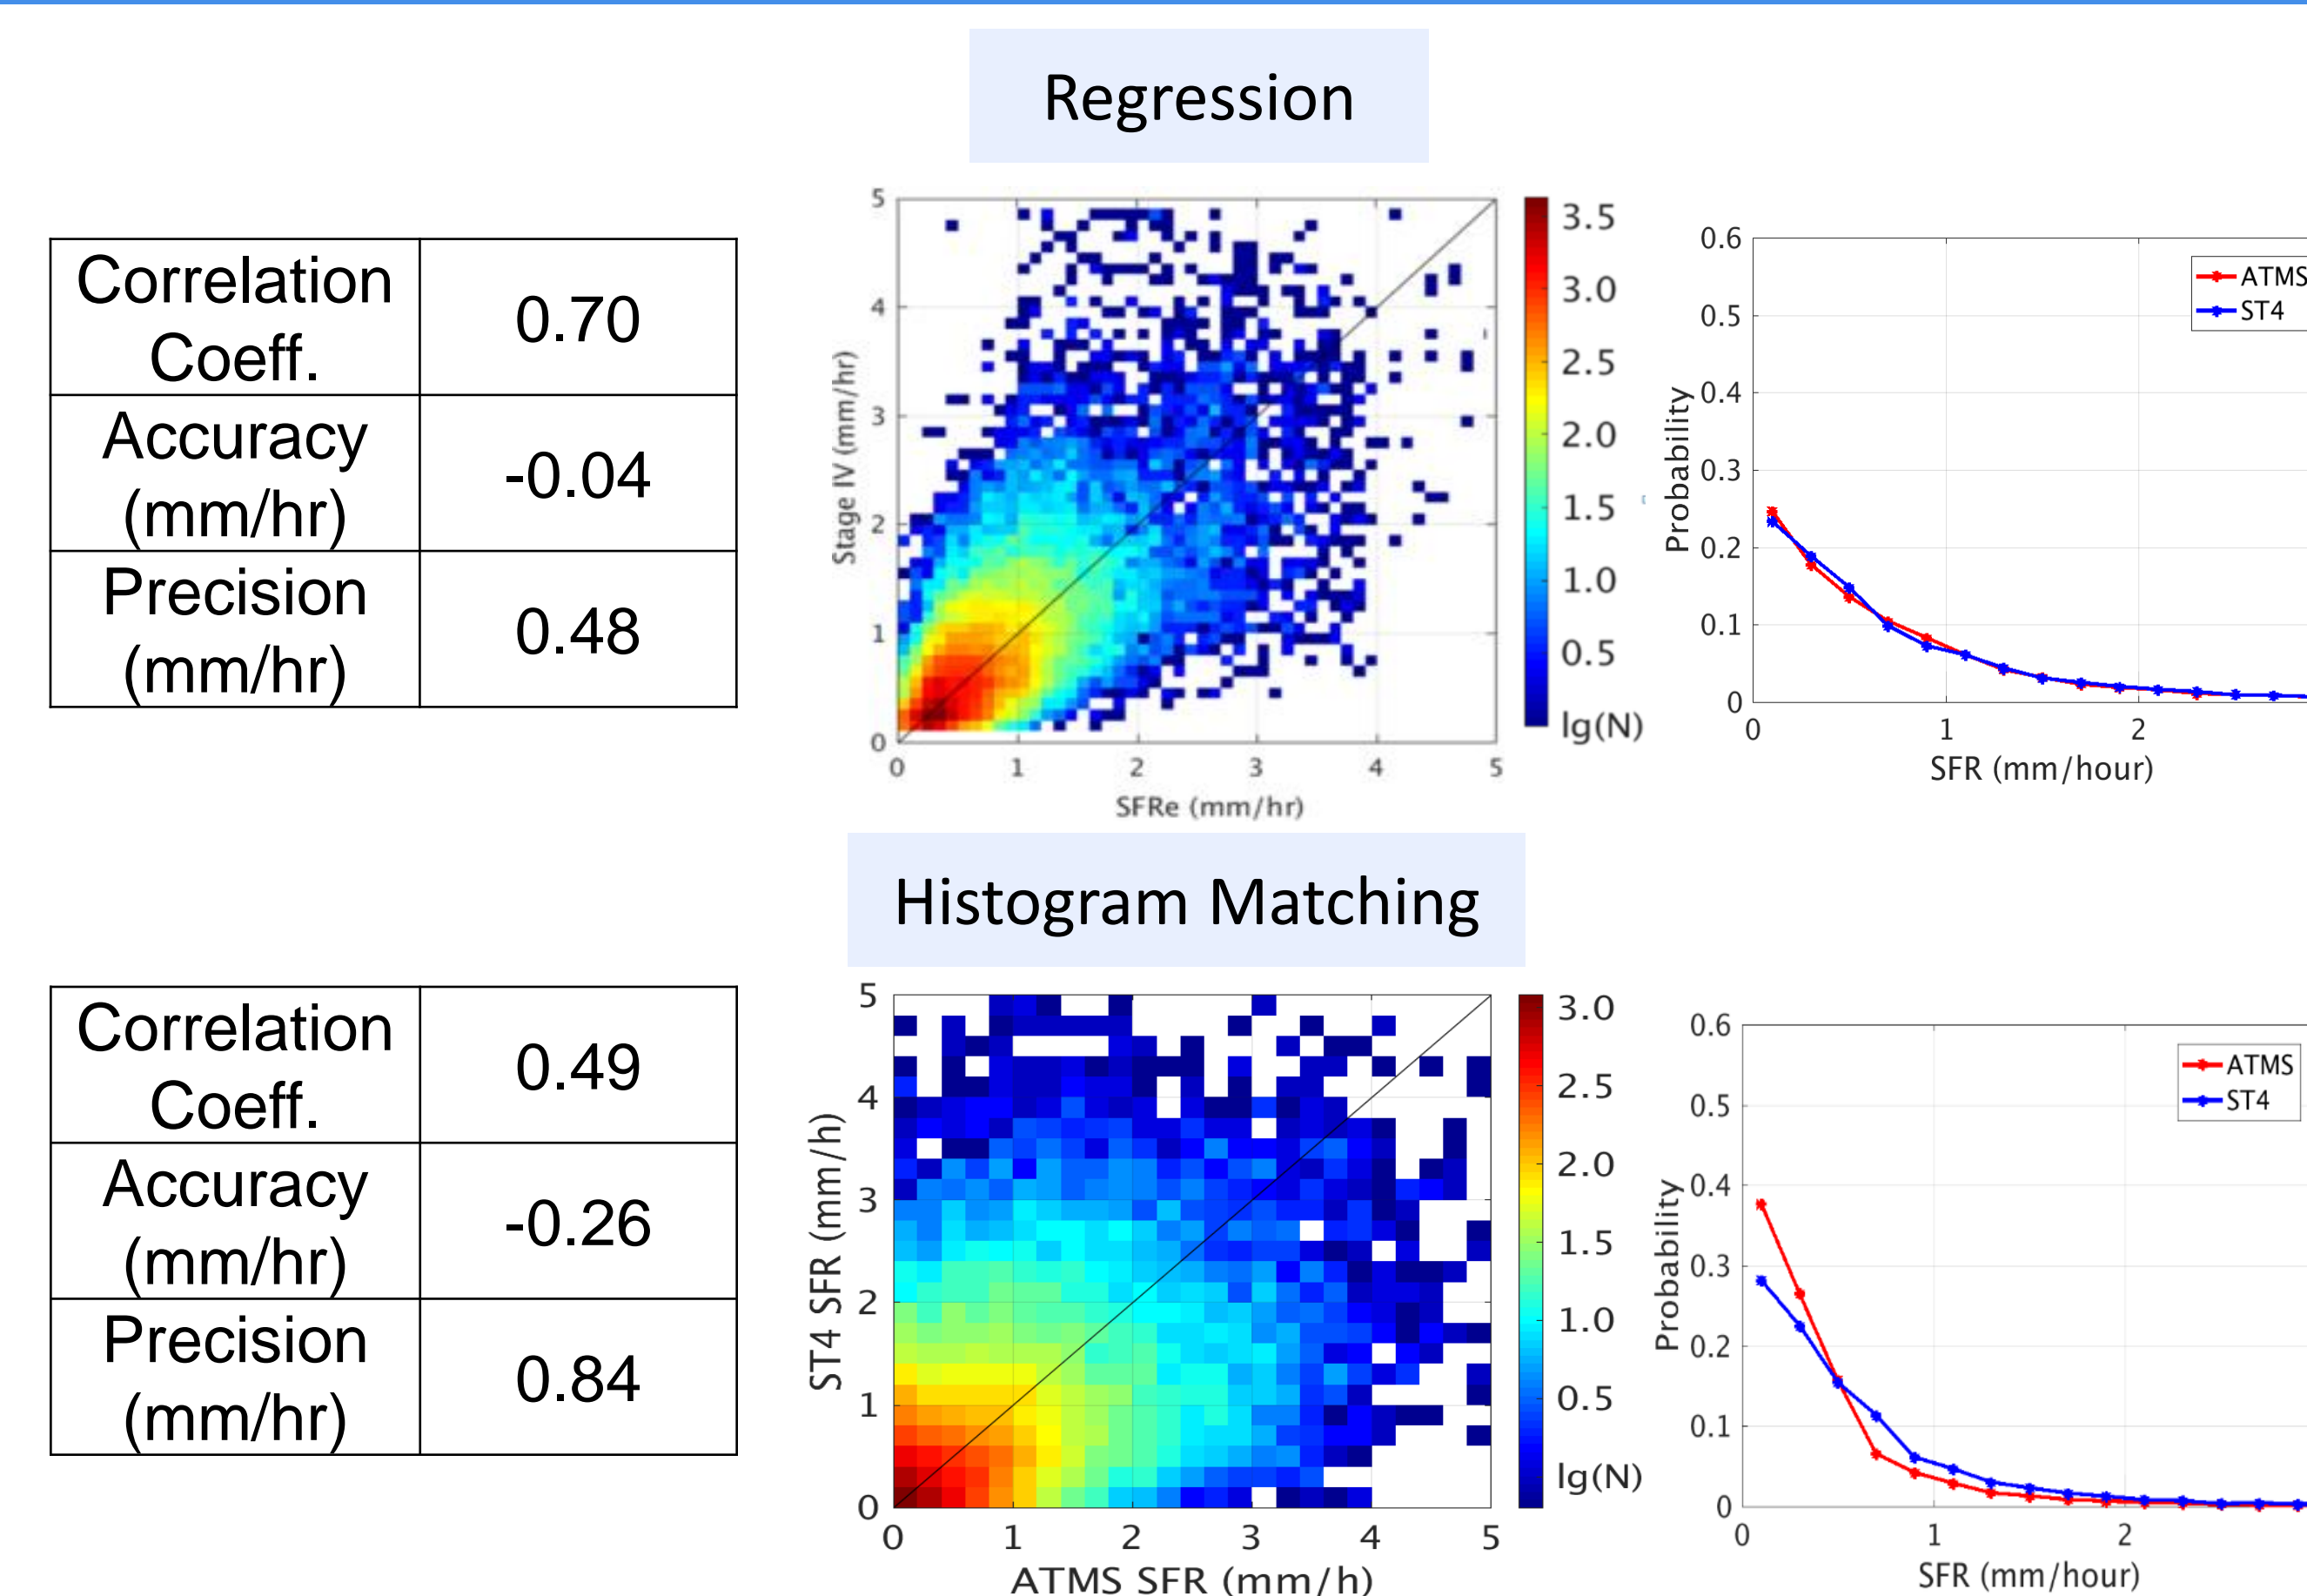 Regression
Correlation
Coeff.
0.70
Accuracy
(mm/hr)
-0.04
Precision
(mm/hr)
0.48
5
4
3
2
1
0
Stage IV (mm/hr)
0 1 2 3 4 5
SFRe (mm/hr)
3.5
3.0
2.5
2.0
1.5
1.0
0.5
lg(N)
0.6
0.5
0.4
0.3
0.2
0.1
0
Probability
ATMS
ST4
0 1 2
SFR (mm/hour)
Histogram Matching
Correlation
Coeff.
0.49
Accuracy
(mm/hr)
-0.26
Precision
(mm/hr)
0.84
5
4
3
2
1
0
ST4 SFR (mm/h)
0 1 2 3 4 5
ATMS SFR (mm/h)
3.0
2.5
2.0
1.5
1.0
0.5
lg(N)
0.6
0.5
0.4
0.3
0.2
0.1
0
Probability
ATMS
ST4
0 1 2
SFR (mm/hour)